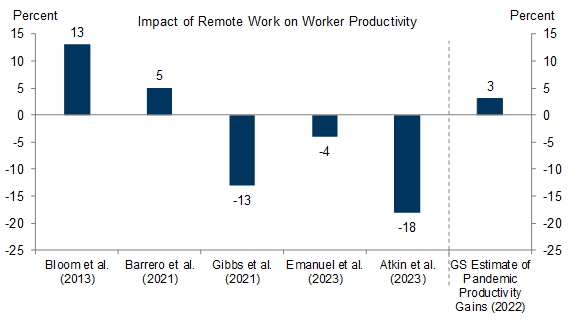 Percent
Impact of Remote Work on Worker Productivity
Percent
15
10
5
0
-5
-10
-15
-20
-25
13
5
-13
-4
-18
3
15
10
5
0
-5
-10
-15
-20
-25
Bloom et al.
(2013)
Barrero et al.
(2021)
Gibbs et al.
(2021)
Emanuel et al.
(2023)
Atkin et al.
(2023)
GS Estimate of
Pandemic
Productivity
Gains (2022)